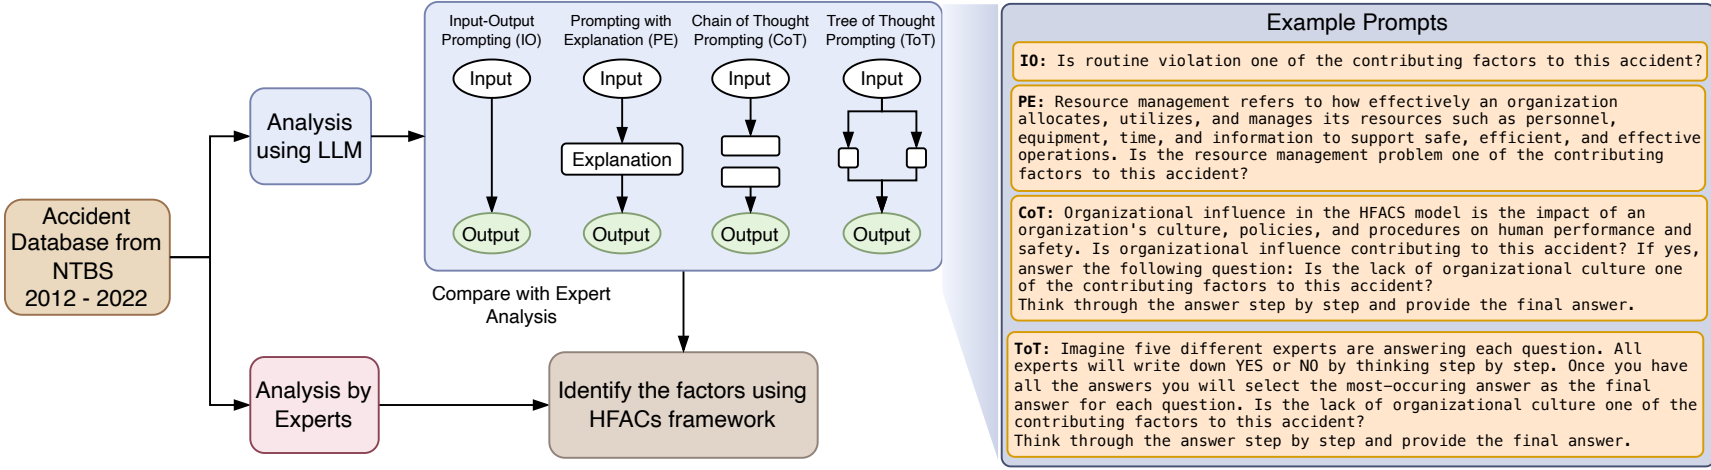 Accident
Database from
NTBS
2012 - 2022
Analysis
using LLM
Analysis by
Experts
Input-Output
Prompting (IO)
Input
Output
Prompting with
Explanation (PE)
Input
Explanation
Output
Chain of Thought
Prompting (CoT)
Input
Output
Tree of Thought
Prompting (ToT)
Input
Output
Compare with Expert
Analysis
Identify the factors using
HFACs framework
Example Prompts
IO: Is routine violation one of the contributing factors to this accident?
PE: Resource management refers to how effectively an organization
allocates, utilizes, and manages its resources such as personnel,
equipment, time, and information to support safe, efficient, and effective
operations. Is the resource management problem one of the contributing
factors to this accident?
CoT: Organizational influence in the HFACS model is the impact of an
organization's culture, policies, and procedures on human performance and
safety. Is organizational influence contributing to this accident? If yes,
answer the following question: Is the lack of organizational culture one
of the contributing factors to this accident?
Think through the answer step by step and provide the final answer.
ToT: Imagine five different experts are answering each question. All
experts will write down YES or NO by thinking step by step. Once you have
all the answers you will select the most-occuring answer as the final
answer for each question. Is the lack of organizational culture one of the
contributing factors to this accident?
Think through the answer step by step and provide the final answer.